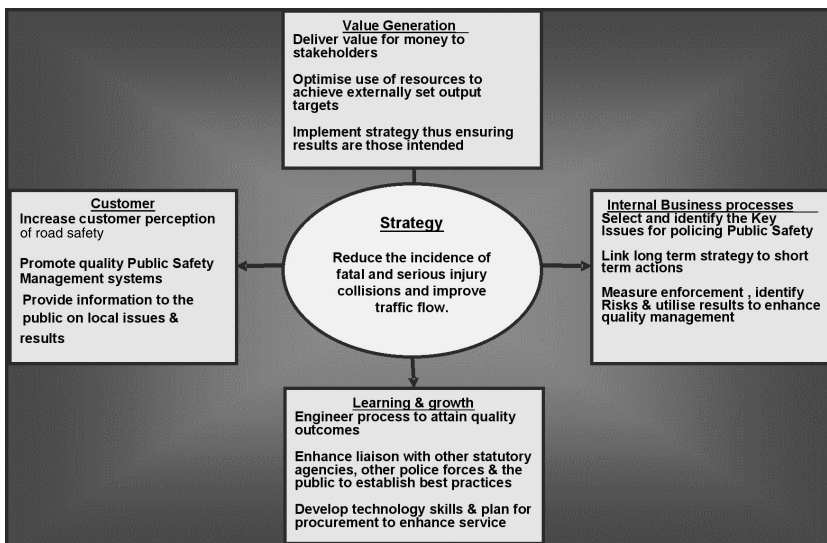 Value Generation
Deliver value for money to
stakeholders
Optimise use of resources to
achieve externally set output
targets
Implement strategy thus ensuring
results are those intended
Customer
Increase customer perception
of road safety
Promote quality Public Safety
Management systems
Provide information to the
public on local issues &
results
Strategy
Reduce the incidence of
fatal and serious injury
collisions and improve
traffic flow.
Internal Business processes
Select and identify the Key
Issues for policing Public Safety
Link long term strategy to short
term actions
Measure enforcement , identify
Risks & utilise results to enhance
quality management
Learning & growth
Engineer process to attain quality
outcomes
Enhance liaison with other statutory
agencies, other police forces & the
public to establish best practices
Develop technology skills & plan for
procurement to enhance service